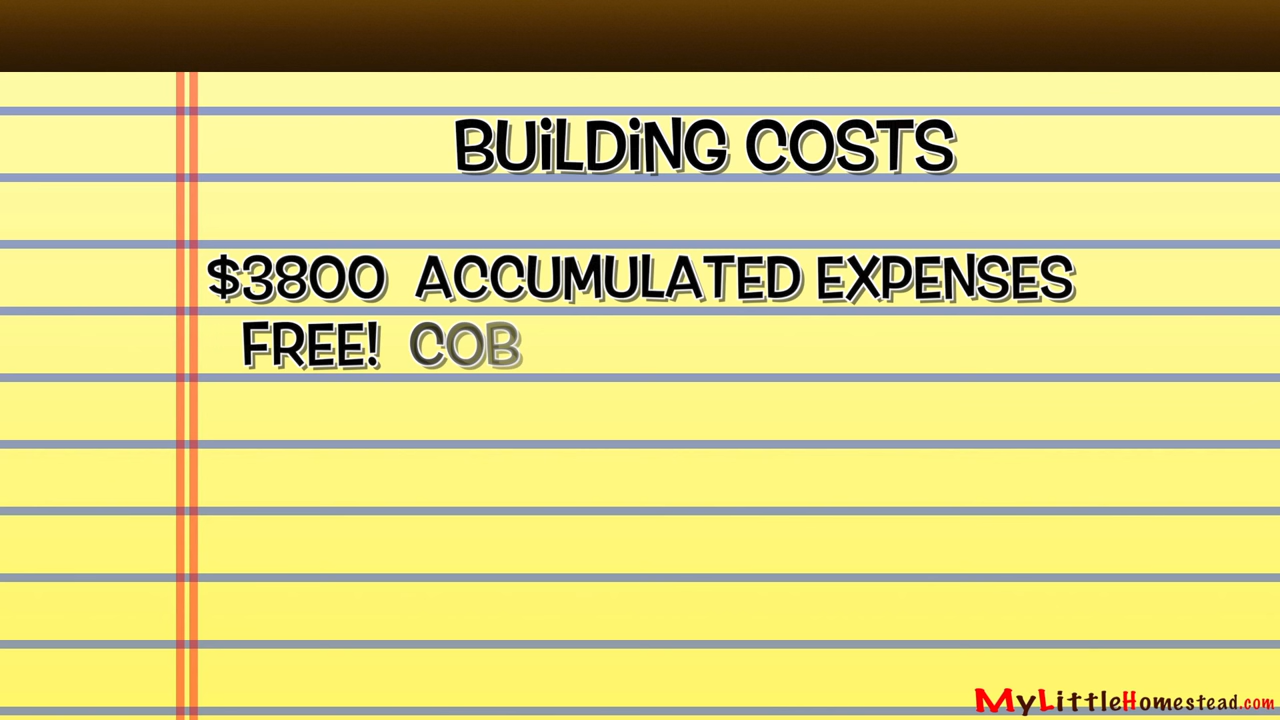 BUiLDiNG COSTS
$3800 ACCUMULATED EXPENSES
FREE! COB
MyLittleHomestead.com